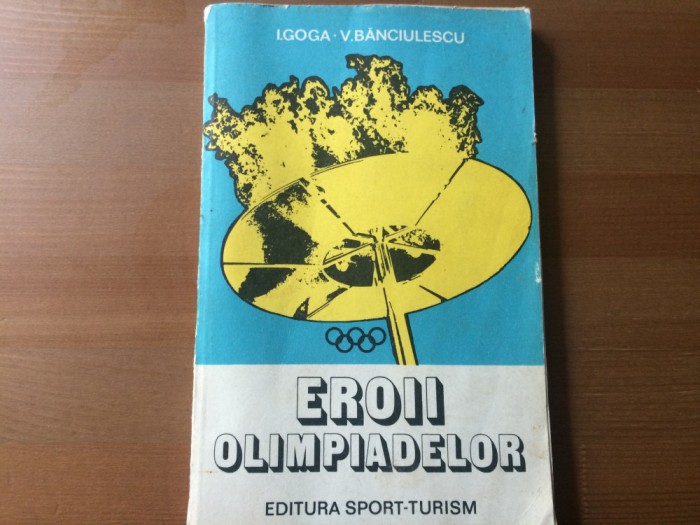 I.GOGA · V.BĂNCIULESCU
EROII
OLIMPIADELOR
EDITURA SPORT-TURISM